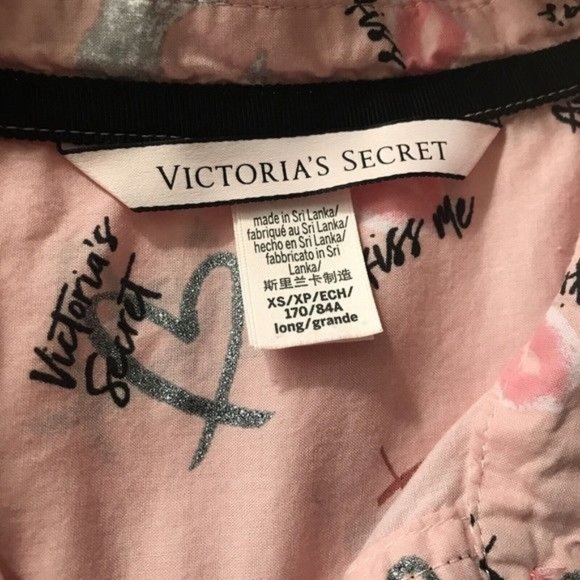 Kiss
VICTORIA'S SECRET
made in Sri Lanka/
fabriqué au Sri Lanka/
hecho en Sri Lanka/
fabbricato in Sri
Lanka/
斯里兰卡制造
XS/XP/ECH/
170/84A
long/grande
Kiss Me
Victoria's
Secret